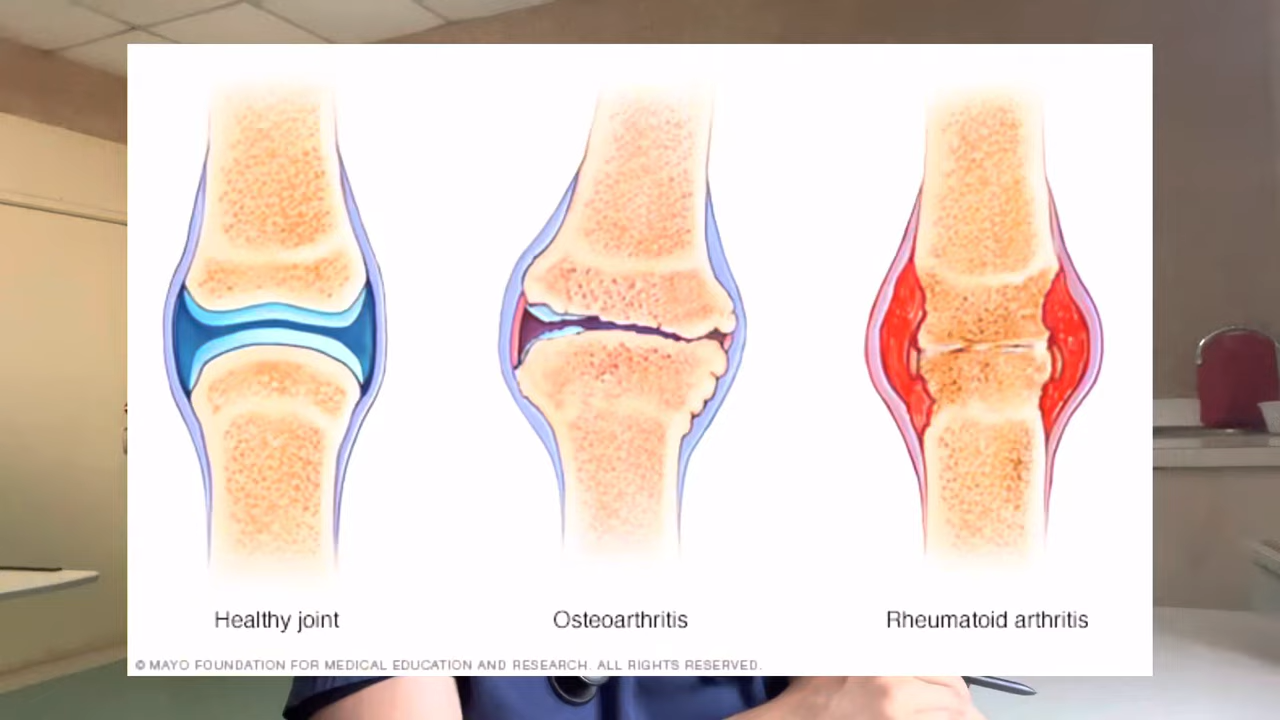 Healthy joint
Osteoarthritis
Rheumatoid arthritis
© MAYO FOUNDATION FOR MEDICAL EDUCATION AND RESEARCH. ALL RIGHTS RESERVED.